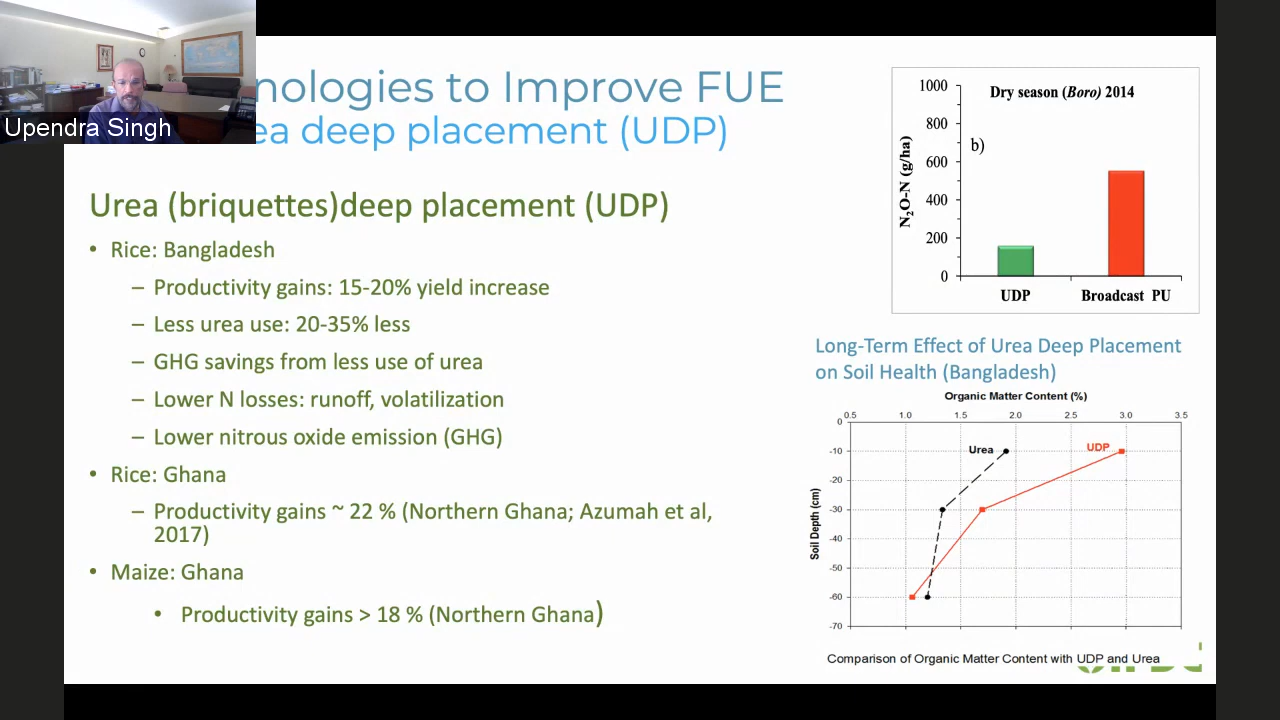 Upendra Singh
nologies to Improve FUE
ea deep placement (UDP)
Urea (briquettes)deep placement (UDP)
• Rice: Bangladesh
– Productivity gains: 15-20% yield increase
– Less urea use: 20-35% less
– GHG savings from less use of urea
– Lower N losses: runoff, volatilization
– Lower nitrous oxide emission (GHG)
• Rice: Ghana
– Productivity gains ~ 22 % (Northern Ghana; Azumah et al,
2017)
• Maize: Ghana
• Productivity gains > 18 % (Northern Ghana)
Dry season (Boro) 2014
b)
N₂O-N (g/ha)
1000
800
600
400
200
0
UDP Broadcast PU
Long-Term Effect of Urea Deep Placement
on Soil Health (Bangladesh)
Organic Matter Content (%)
0.5 1.0 1.5 2.0 2.5 3.0 3.5
Soil Depth (cm)
0
-10
-20
-30
-40
-50
-60
-70
Urea
UDP
Comparison of Organic Matter Content with UDP and Urea